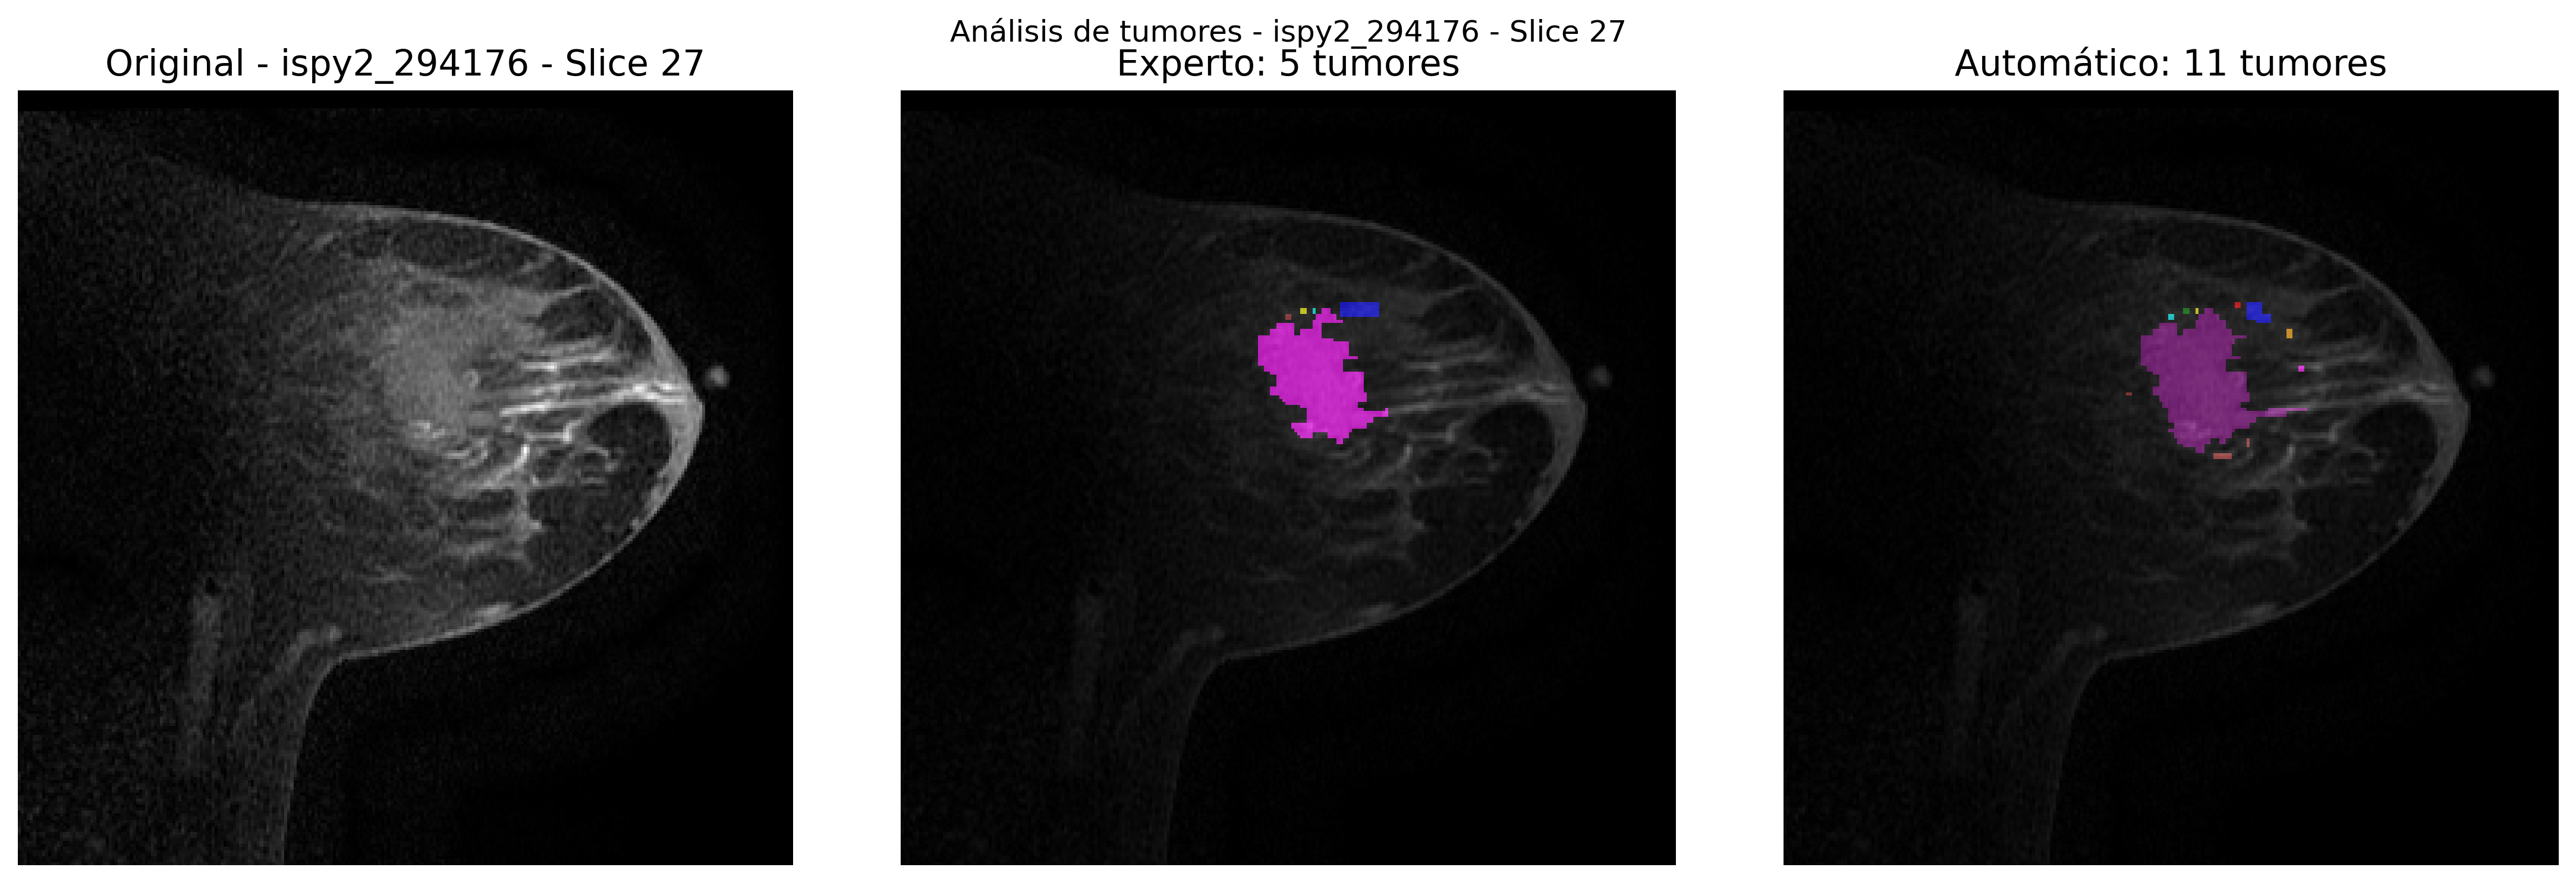 Análisis de tumores - ispy2_294176 - Slice 27
Original - ispy2_294176 - Slice 27
Experto: 5 tumores
Automático: 11 tumores